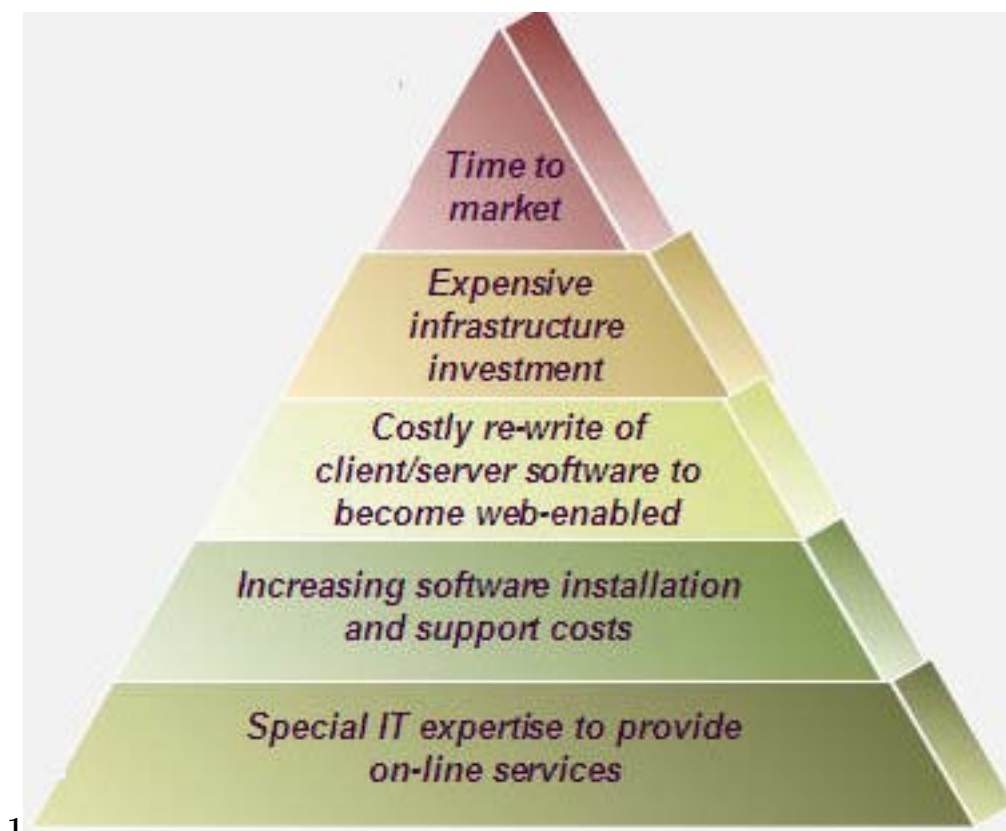 Time to
market
Expensive
infrastructure
investment
Costly re-write of
client/server software to
become web-enabled
Increasing software installation
and support costs
Special IT expertise to provide
on-line services
1